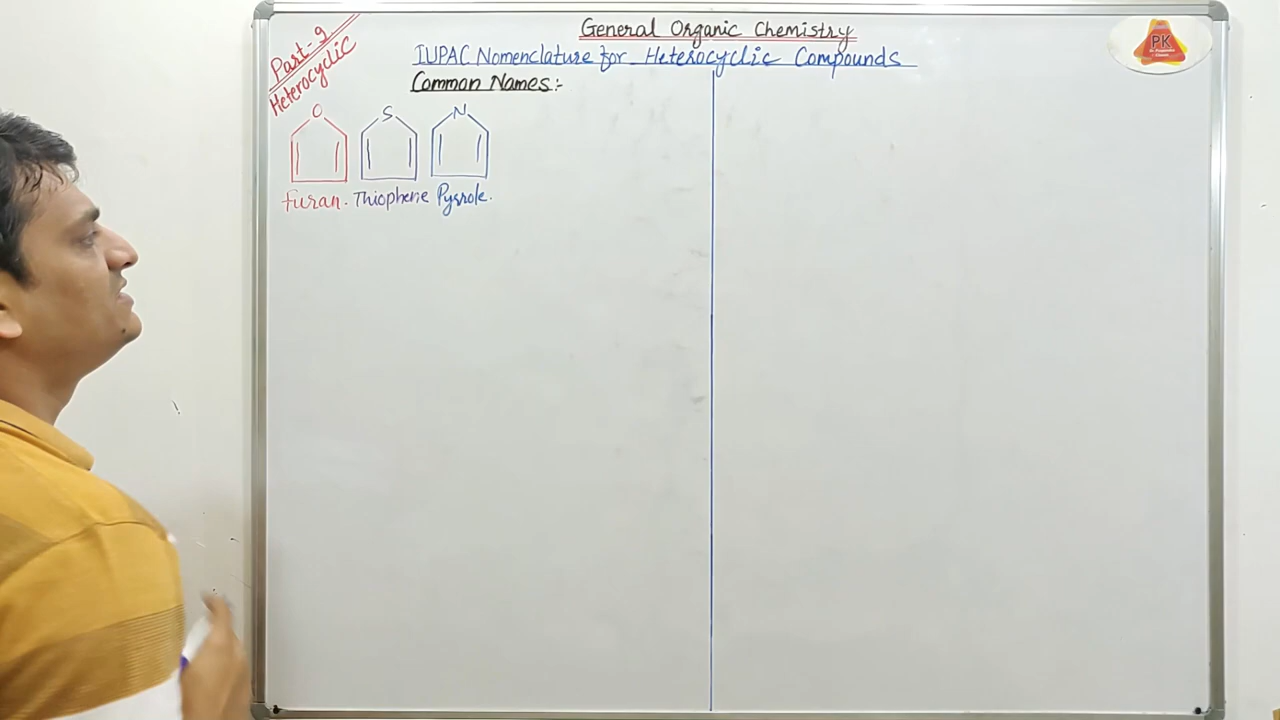 General Organic Chemistry
IUPAC Nomenclature for Heterocyclic Compounds
Part-9
Heterocyclic
Common Names:-
O S N
Furan. Thiophene Pyrrole.
PK